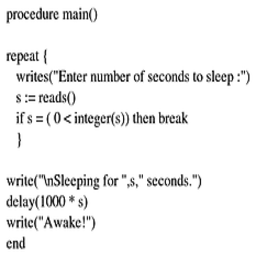 procedure main()
repeat {
writes("Enter number of seconds to sleep :")
s := reads()
if s = ( 0 < integer(s)) then break
}
write("\nSleeping for ",s," seconds.")
delay(1000 * s)
write("Awake!")
end